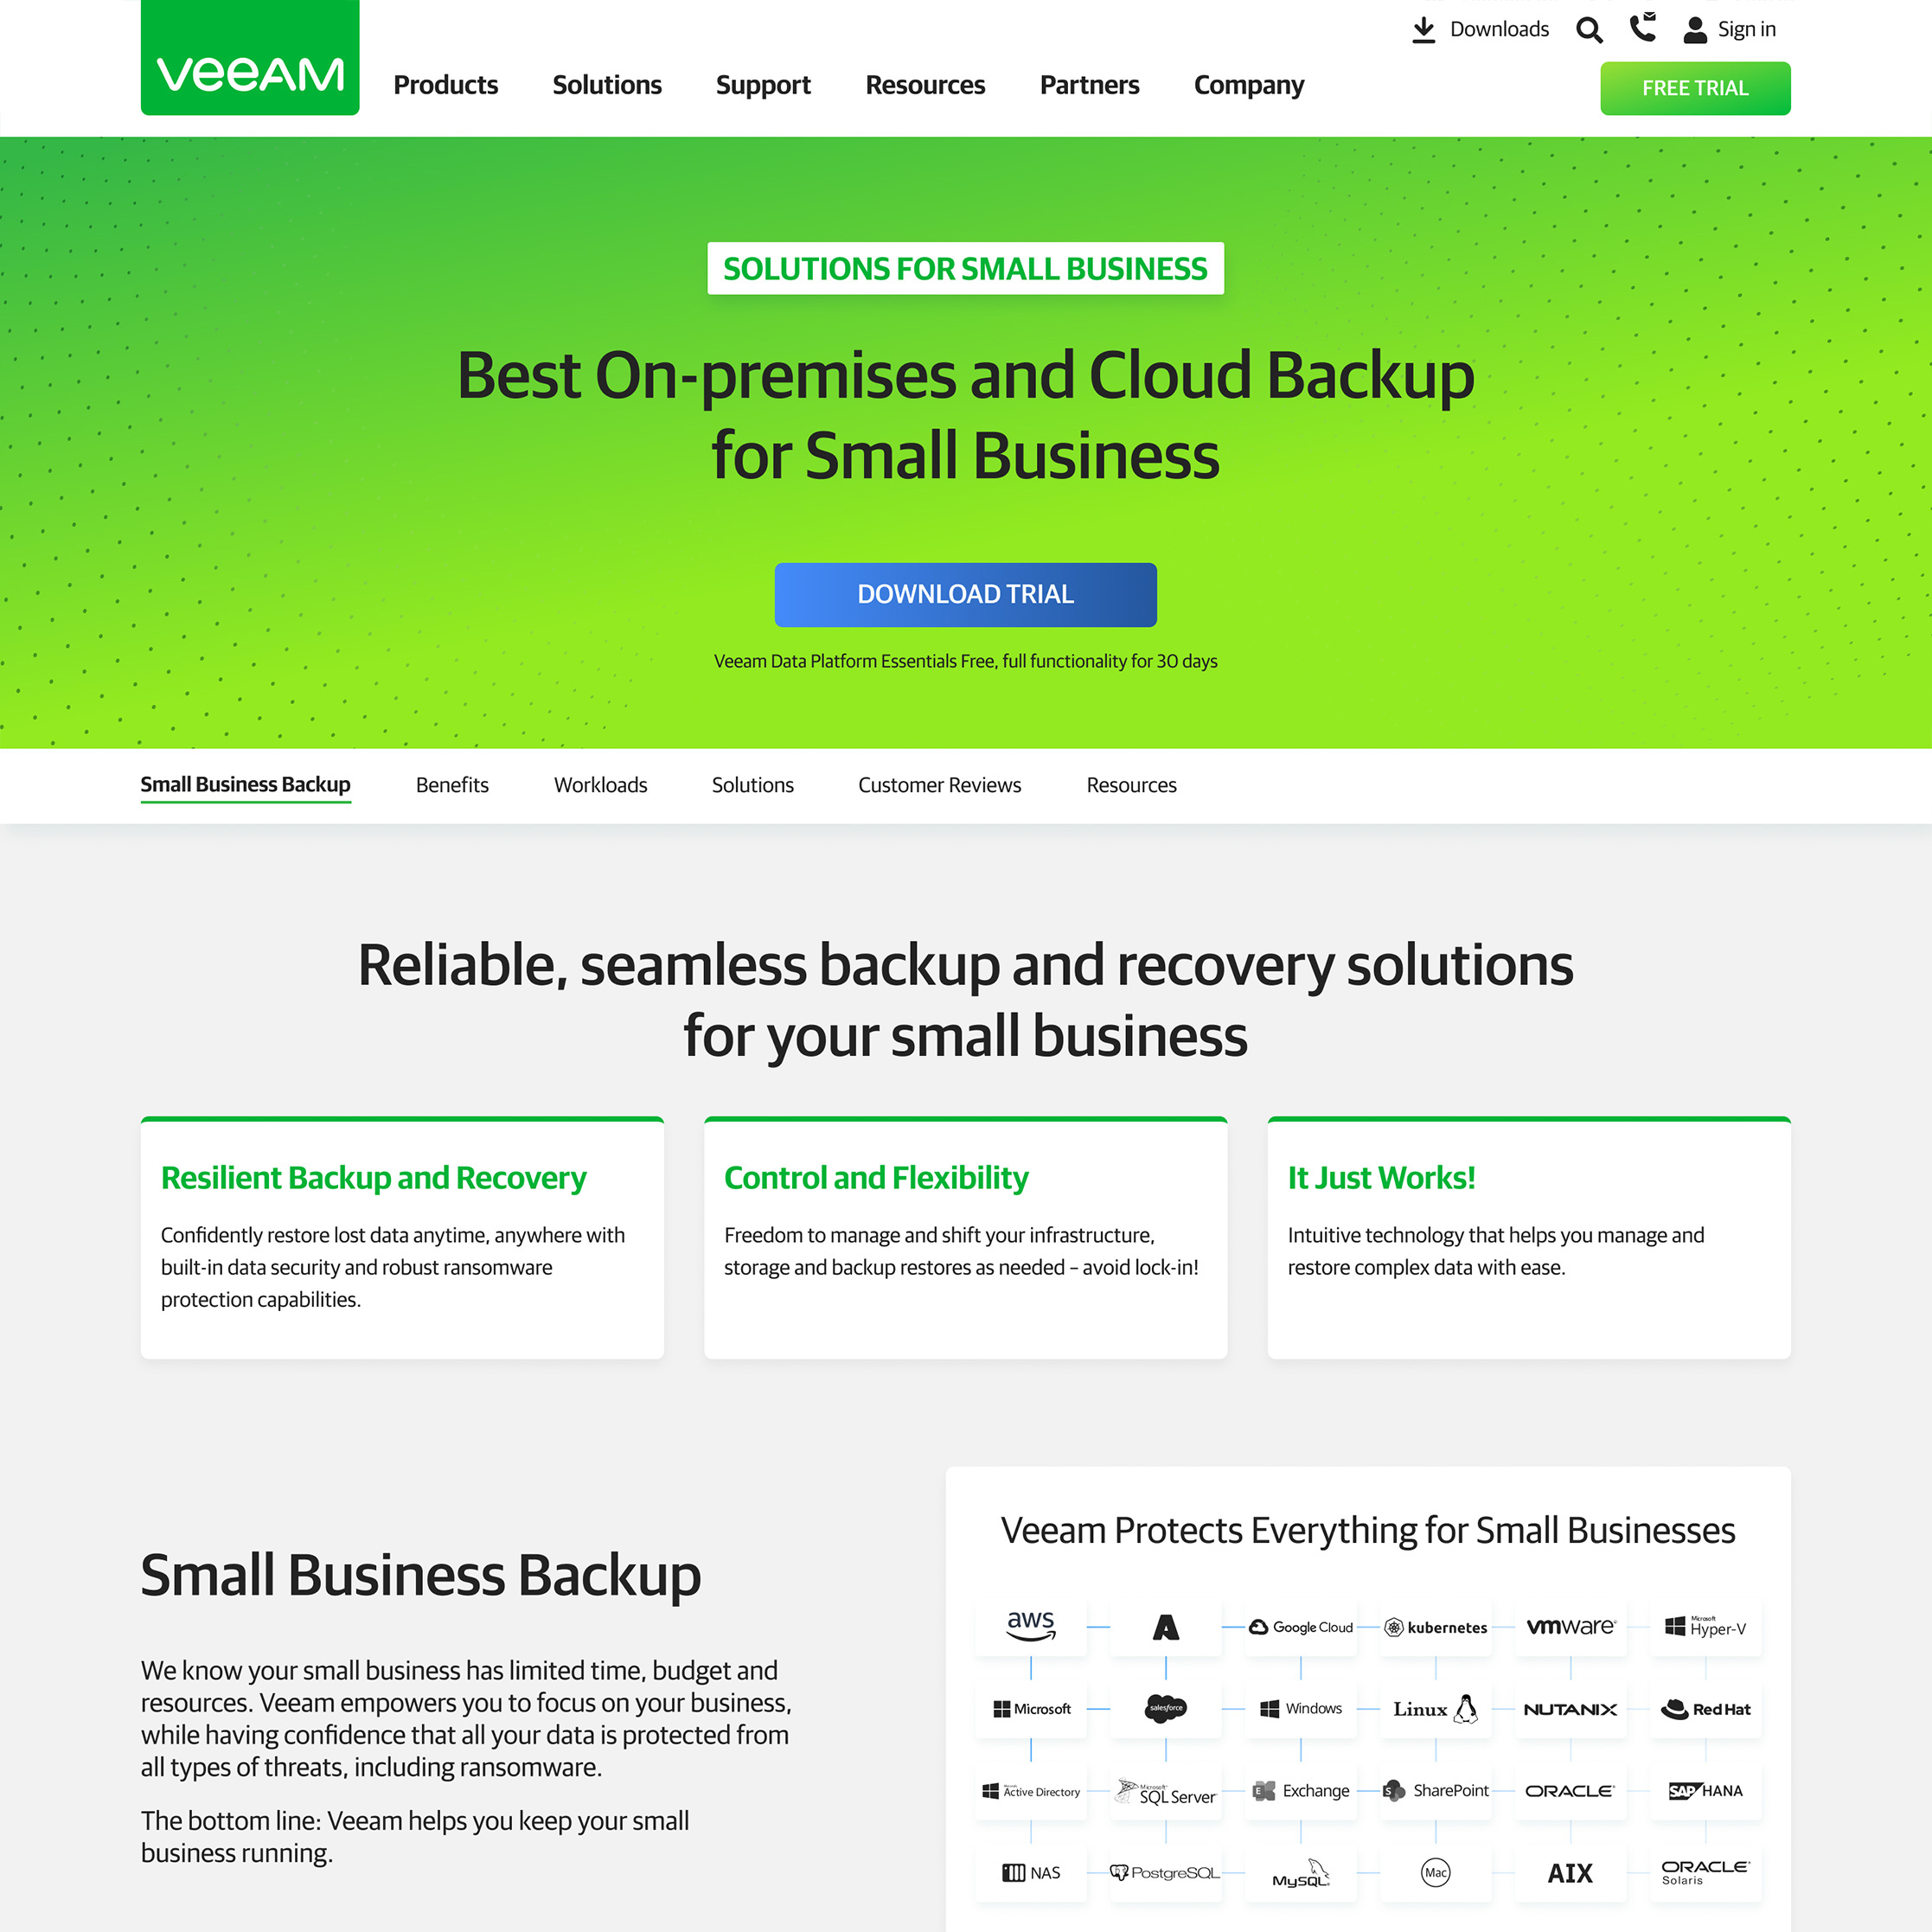 veeAM
Downloads
Sign in
Products Solutions Support Resources Partners Company
FREE TRIAL
SOLUTIONS FOR SMALL BUSINESS
Best On-premises and Cloud Backup
for Small Business
DOWNLOAD TRIAL
Veeam Data Platform Essentials Free, full functionality for 30 days
Small Business Backup Benefits Workloads Solutions Customer Reviews Resources
Reliable, seamless backup and recovery solutions
for your small business
Resilient Backup and Recovery
Confidently restore lost data anytime, anywhere with
built-in data security and robust ransomware
protection capabilities.
Control and Flexibility
Freedom to manage and shift your infrastructure,
storage and backup restores as needed – avoid lock-in!
It Just Works!
Intuitive technology that helps you manage and
restore complex data with ease.
Small Business Backup
We know your small business has limited time, budget and
resources. Veeam empowers you to focus on your business,
while having confidence that all your data is protected from
all types of threats, including ransomware.
The bottom line: Veeam helps you keep your small
business running.
Veeam Protects Everything for Small Businesses
aws
Google Cloud
kubernetes
vmware®
Microsoft
Hyper-V
Microsoft
salesforce
Windows
Linux
NUTANIX
Red Hat
Active Directory
Microsoft
SQL Server
E Exchange
S SharePoint
ORACLE®
SAP HANA
NAS
PostgreSQL
MySQL
Mac
AIX
ORACLE®
Solaris